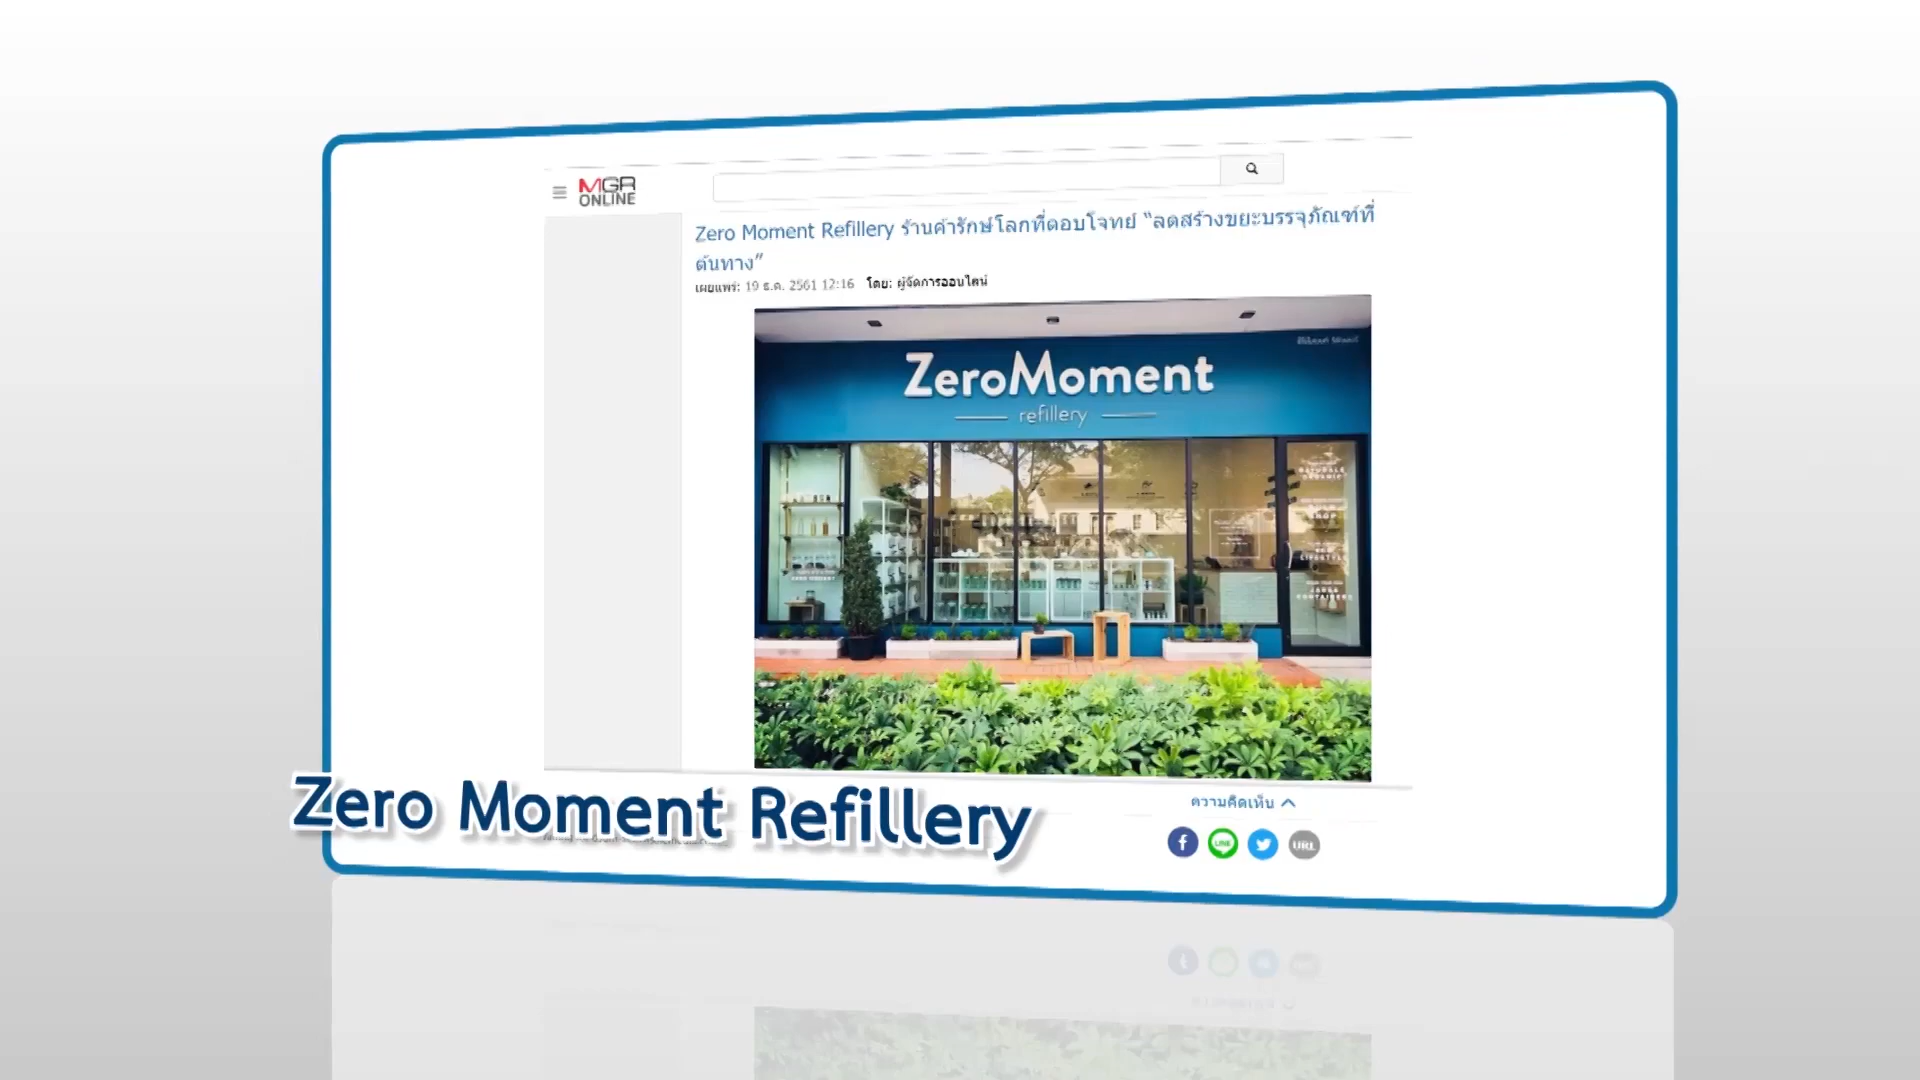 MGR
ONLINE
Zero Moment Refillery ร้านค้ารักษ์โลกที่ตอบโจทย์ “ลดสร้างขยะบรรจุภัณฑ์ที่
ต้นทาง”
เผยแพร่: 19 ธ.ค. 2561 12:16 โดย: ผู้จัดการออนไลน์
ZeroMoment
refillery
Zero Moment Refillery
ความคิดเห็น
f
LINE
URL